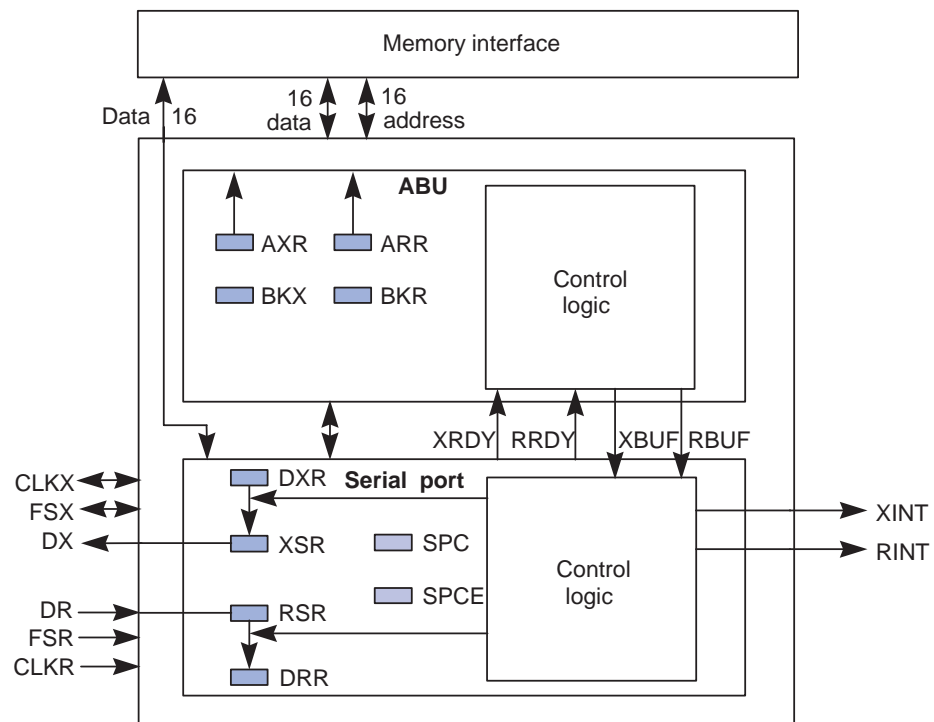 Memory interface
Data 16
16
data
16
address
ABU
AXR
ARR
BKX
BKR
Control
logic
XRDY RRDY XBUF RBUF
CLKX
FSX
DX
DR
FSR
CLKR
DXR
Serial port
XSR
SPC
SPCE
RSR
DRR
Control
logic
XINT
RINT